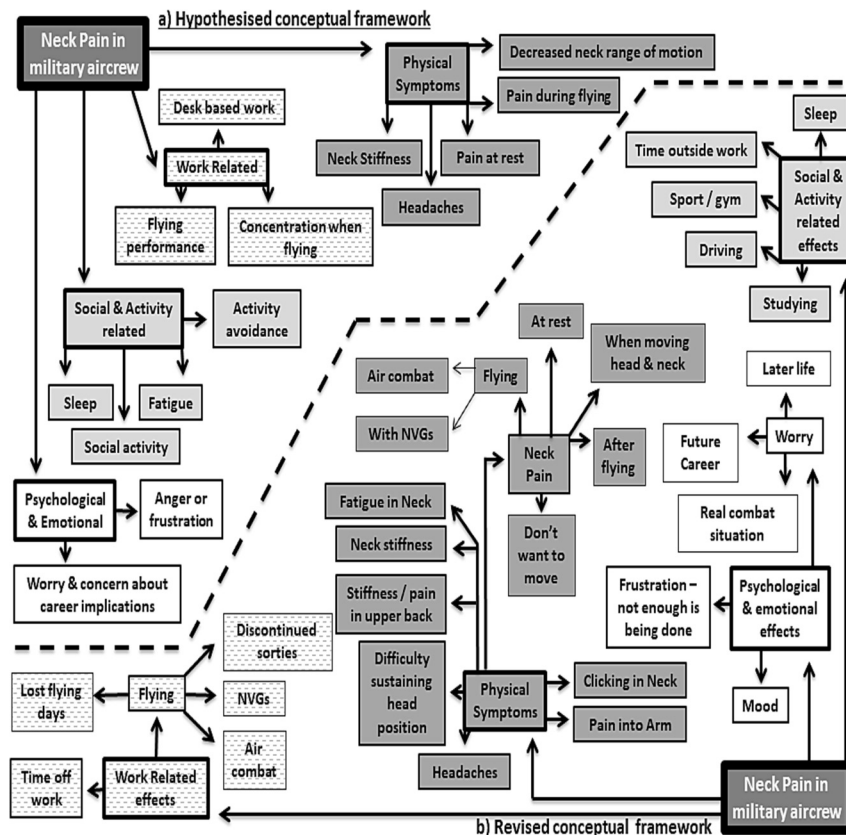 a) Hypothesised conceptual framework
Neck Pain in
military aircrew
Physical
Symptoms
Decreased neck range of motion
Pain during flying
Pain at rest
Headaches
Neck Stiffness
Desk based work
Work Related
Flying
performance
Concentration when
flying
Social & Activity
related
Activity
avoidance
Sleep
Fatigue
Social activity
Psychological
& Emotional
Anger or
frustration
Worry & concern about
career implications
Sleep
Time outside work
Social &
Activity
related
effects
Sport / gym
Driving
Studying
At rest
When moving
head & neck
Air combat
Flying
With NVGs
Neck
Pain
After
flying
Don't
want to
move
Later life
Future
Career
Worry
Real combat
situation
Fatigue in Neck
Neck stiffness
Stiffness / pain
in upper back
Difficulty
sustaining
head
position
Physical
Symptoms
Clicking in Neck
Pain into Arm
Headaches
Frustration –
not enough is
being done
Psychological
& emotional
effects
Mood
Discontinued
sorties
Lost flying
days
Flying
NVGs
Air
combat
Time off
work
Work Related
effects
Neck Pain in
military aircrew
b) Revised conceptual framework